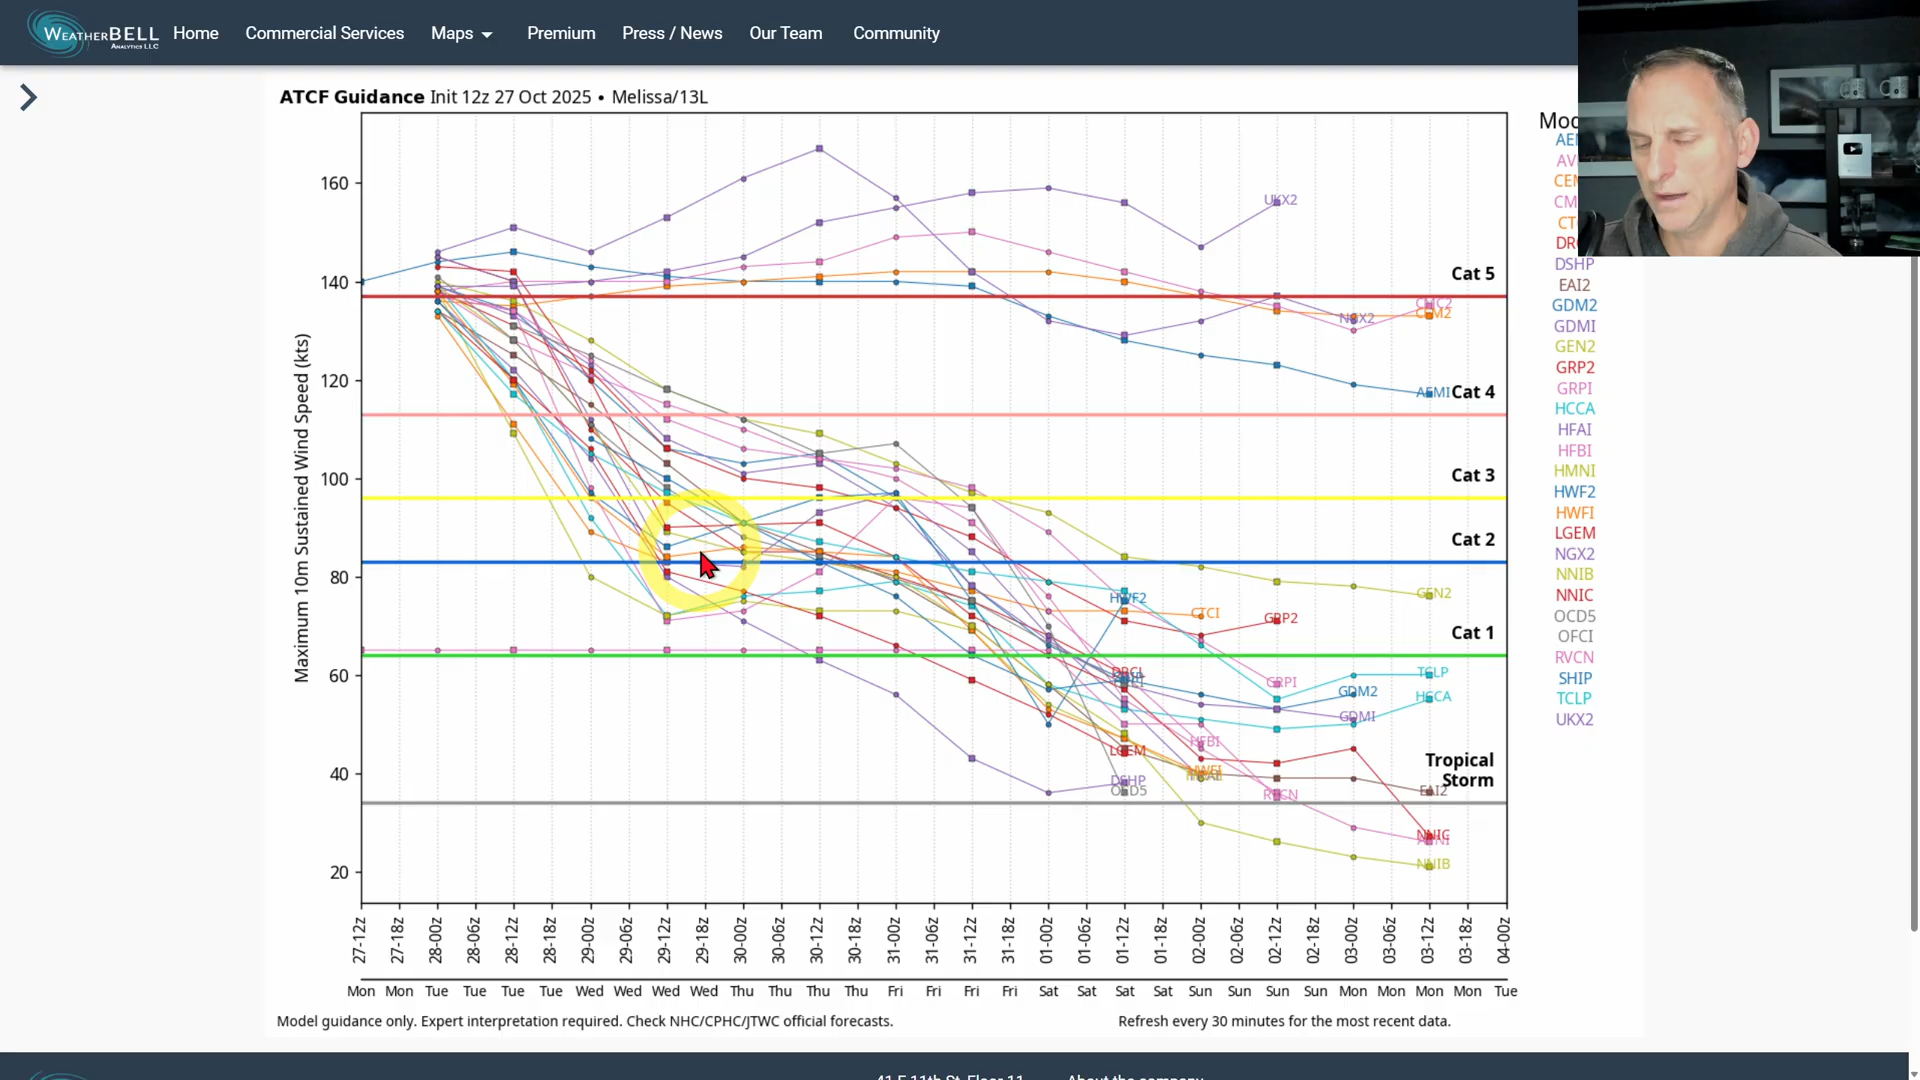 WEATHERBELL
ANALYTICS LLC
Home Commercial Services Maps Premium Press / News Our Team Community
ATCF Guidance Init 12z 27 Oct 2025 • Melissa/13L
Maximum 10m Sustained Wind Speed (kts)
160
140
120
100
80
60
40
20
Cat 5
Cat 4
Cat 3
Cat 2
Cat 1
Tropical
Storm
UKX2
NGX2
CMC2
CEM2
AEMI
GEN2
HWF2
CTCI
GRP2
TCLP
GRPI
GDM2
HCCA
GDMI
HFBI
LGEM
HWFI
DSHP
OCD5
RVCN
EAI2
NNIC
NNIB
DSHP
EAI2
GDM2
GDMI
GEN2
GRP2
GRPI
HCCA
HFAI
HFBI
HMNI
HWF2
HWFI
LGEM
NGX2
NNIB
NNIC
OCD5
OFCI
RVCN
SHIP
TCLP
UKX2
27-12z 27-18z 28-00z 28-06z 28-12z 28-18z 29-00z 29-06z 29-12z 29-18z 30-00z 30-06z 30-12z 30-18z 31-00z 31-06z 31-12z 31-18z 01-00z 01-06z 01-12z 01-18z 02-00z 02-06z 02-12z 02-18z 03-00z 03-06z 03-12z 03-18z 04-00z
Mon Mon Tue Tue Tue Tue Wed Wed Wed Wed Thu Thu Thu Thu Fri Fri Fri Fri Sat Sat Sat Sat Sun Sun Sun Sun Mon Mon Mon Mon Tue
Model guidance only. Expert interpretation required. Check NHC/CPHC/JTWC official forecasts.
Refresh every 30 minutes for the most recent data.